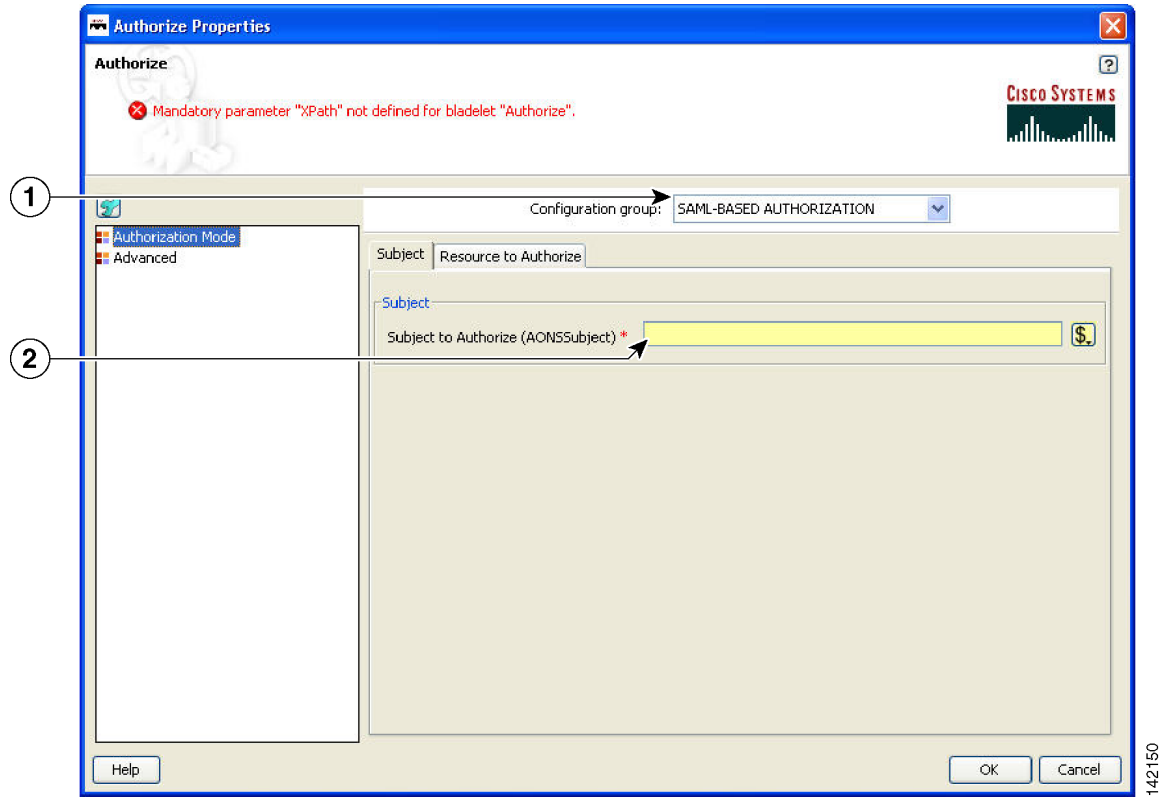 Authorize Properties
Authorize
?
CISCO SYSTEMS
Mandatory parameter "XPath" not defined for bladelet "Authorize".
1
Configuration group: SAML-BASED AUTHORIZATION
Authorization Mode
Advanced
Subject Resource to Authorize
Subject
Subject to Authorize (AONSSubject) * $
2
Help OK Cancel
142150